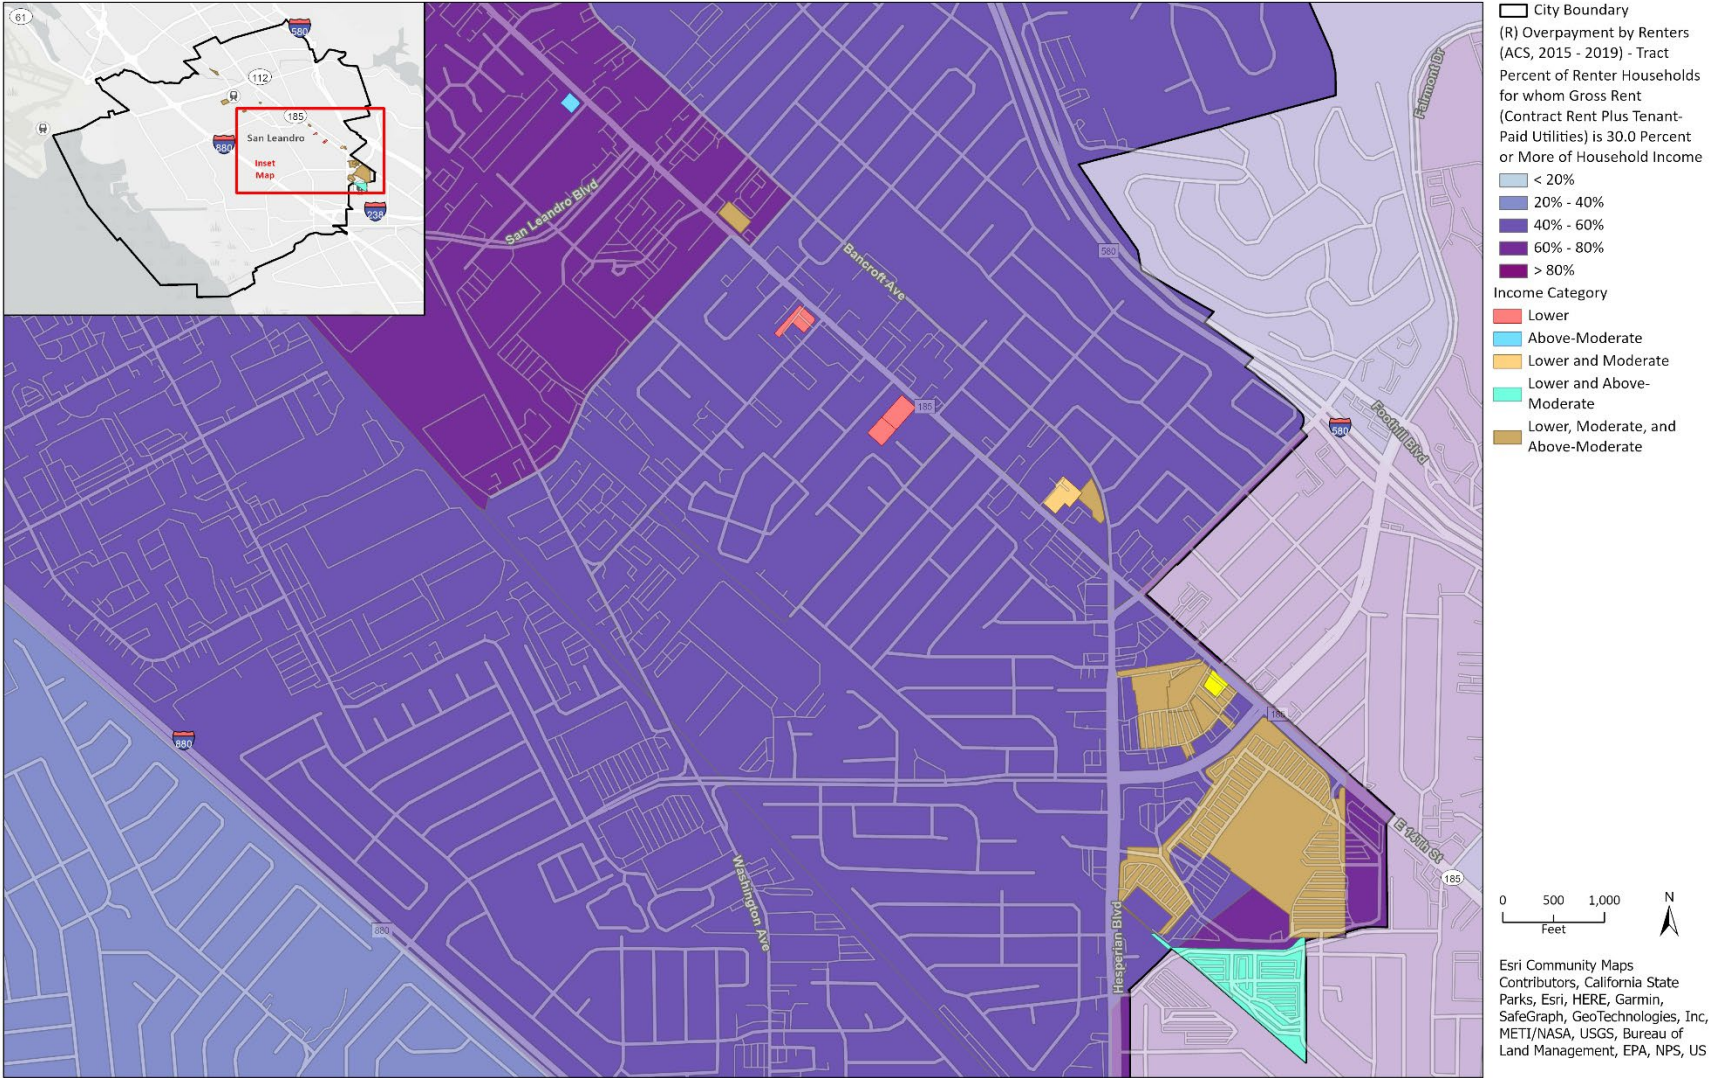 61
580
112
185
San Leandro
880
Inset
Map
238
San Leandro Blvd
Bancroft Ave
Fairmont Dr
580
185
580
Foothill Blvd
185
880
E 14Th St
185
Washington Ave
Hesperian Blvd
880
City Boundary
(R) Overpayment by Renters
(ACS, 2015 - 2019) - Tract
Percent of Renter Households
for whom Gross Rent
(Contract Rent Plus Tenant-
Paid Utilities) is 30.0 Percent
or More of Household Income
< 20%
20% - 40%
40% - 60%
60% - 80%
> 80%
Income Category
Lower
Above-Moderate
Lower and Moderate
Lower and Above-
Moderate
Lower, Moderate, and
Above-Moderate
0 500 1,000
Feet
N
Esri Community Maps
Contributors, California State
Parks, Esri, HERE, Garmin,
SafeGraph, GeoTechnologies, Inc,
METI/NASA, USGS, Bureau of
Land Management, EPA, NPS, US